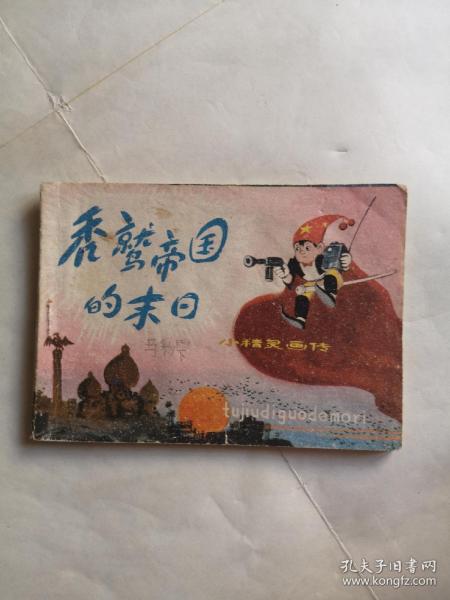 秃鹫帝国
的末日
小精灵画传
tujiudiguodemori
孔夫子旧书网
www.kongfz.com